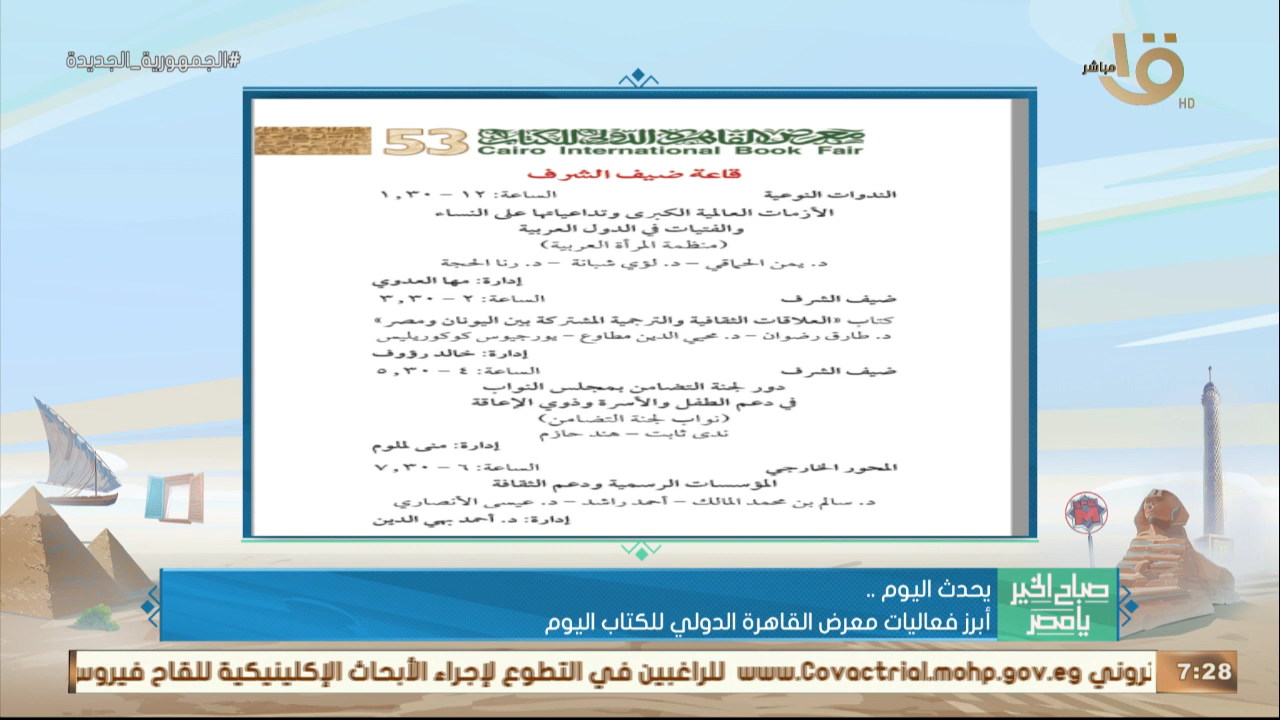 #الجمهورية_الجديدة
مباشر
HD
53 معرض القاهرة الدولي للكتاب
Cairo International Book Fair
قاعة ضيف الشرف
الندوات النوعية الساعة: ١٢ – ١,٣٠
الأزمات العالمية الكبرى وتداعياتها على النساء
والفتيات في الدول العربية
(منظمة المرأة العربية)
د. يمن الحماقي – د. لؤي شبانة – د. رنا الحجة
إدارة: مها العدوي
ضيف الشرف الساعة: ٢ – ٣,٣٠
كتاب «العلاقات الثقافية والترجمية المشتركة بين اليونان ومصر»
د. طارق رضوان – د. محيي الدين مطاوع – يورجيوس كوكوريليس
إدارة: خالد رؤوف
ضيف الشرف الساعة: ٤ – ٥,٣٠
دور لجنة التضامن بمجلس النواب
في دعم الطفل والأسرة وذوي الإعاقة
(نواب لجنة التضامن)
ندى ثابت – هند حازم
إدارة: منى لملوم
المحور الخارجي الساعة: ٦ – ٧,٣٠
المؤسسات الرسمية ودعم الثقافة
د. سالم بن محمد المالك – أحمد راشد – د. عيسى الأنصاري
إدارة: د. أحمد بهي الدين
صباح الخير
يا مصر
يحدث اليوم ..
أبرز فعاليات معرض القاهرة الدولي للكتاب اليوم
7:28 تروني www.Covactrial.mohp.gov.eg للراغبين في التطوع لإجراء الأبحاث الإكلينيكية للقاح فيروس